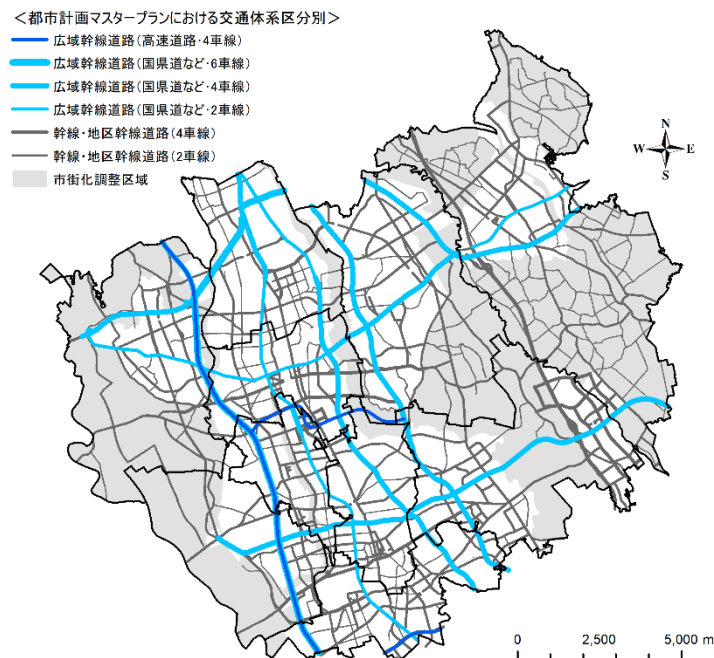 ＜都市計画マスタープランにおける交通体系区分別＞
広域幹線道路(高速道路・4車線)
広域幹線道路(国県道など・6車線)
広域幹線道路(国県道など・4車線)
広域幹線道路(国県道など・2車線)
幹線・地区幹線道路(4車線)
幹線・地区幹線道路(2車線)
市街化調整区域
N
W E
S
0 2,500 5,000 m